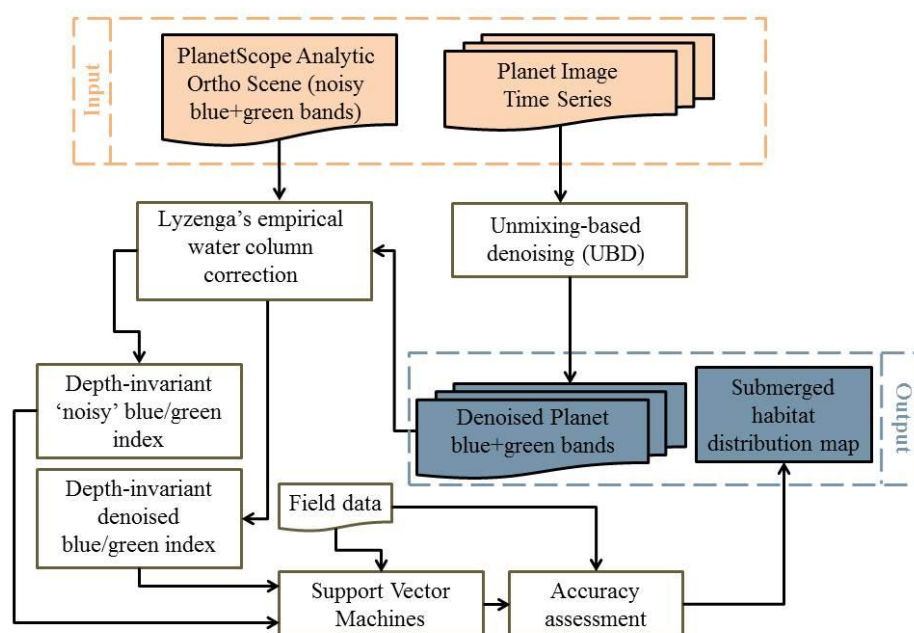 Input
PlanetScope Analytic
Ortho Scene (noisy
blue+green bands)
Planet Image
Time Series
Lyzenga's empirical
water column
correction
Unmixing-based
denoising (UBD)
Depth-invariant
‘noisy’ blue/green
index
Denoised Planet
blue+green bands
Submerged
habitat
distribution map
Output
Depth-invariant
denoised
blue/green index
Field data
Support Vector
Machines
Accuracy
assessment